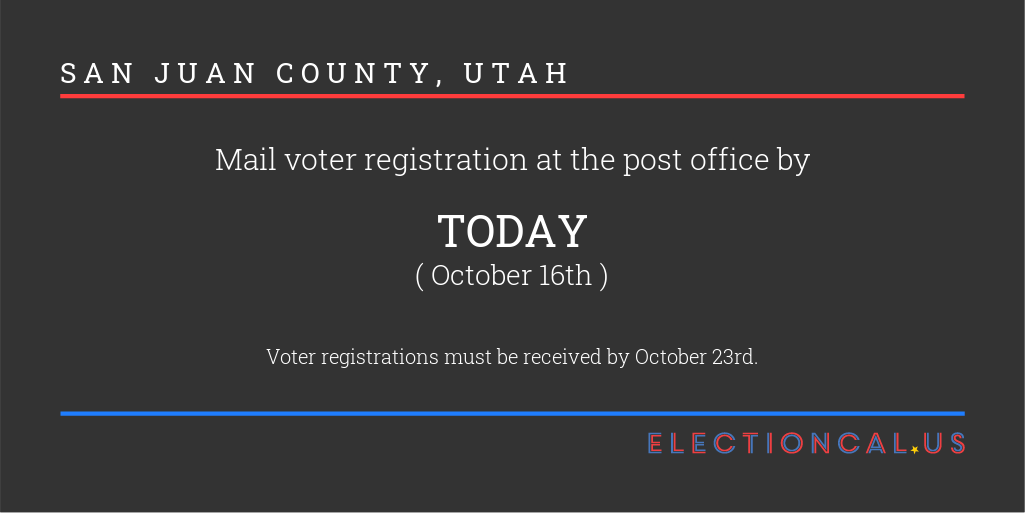 SAN JUAN COUNTY, UTAH
Mail voter registration at the post office by
TODAY
( October 16th )
Voter registrations must be received by October 23rd.
ELECTIONCAL.US